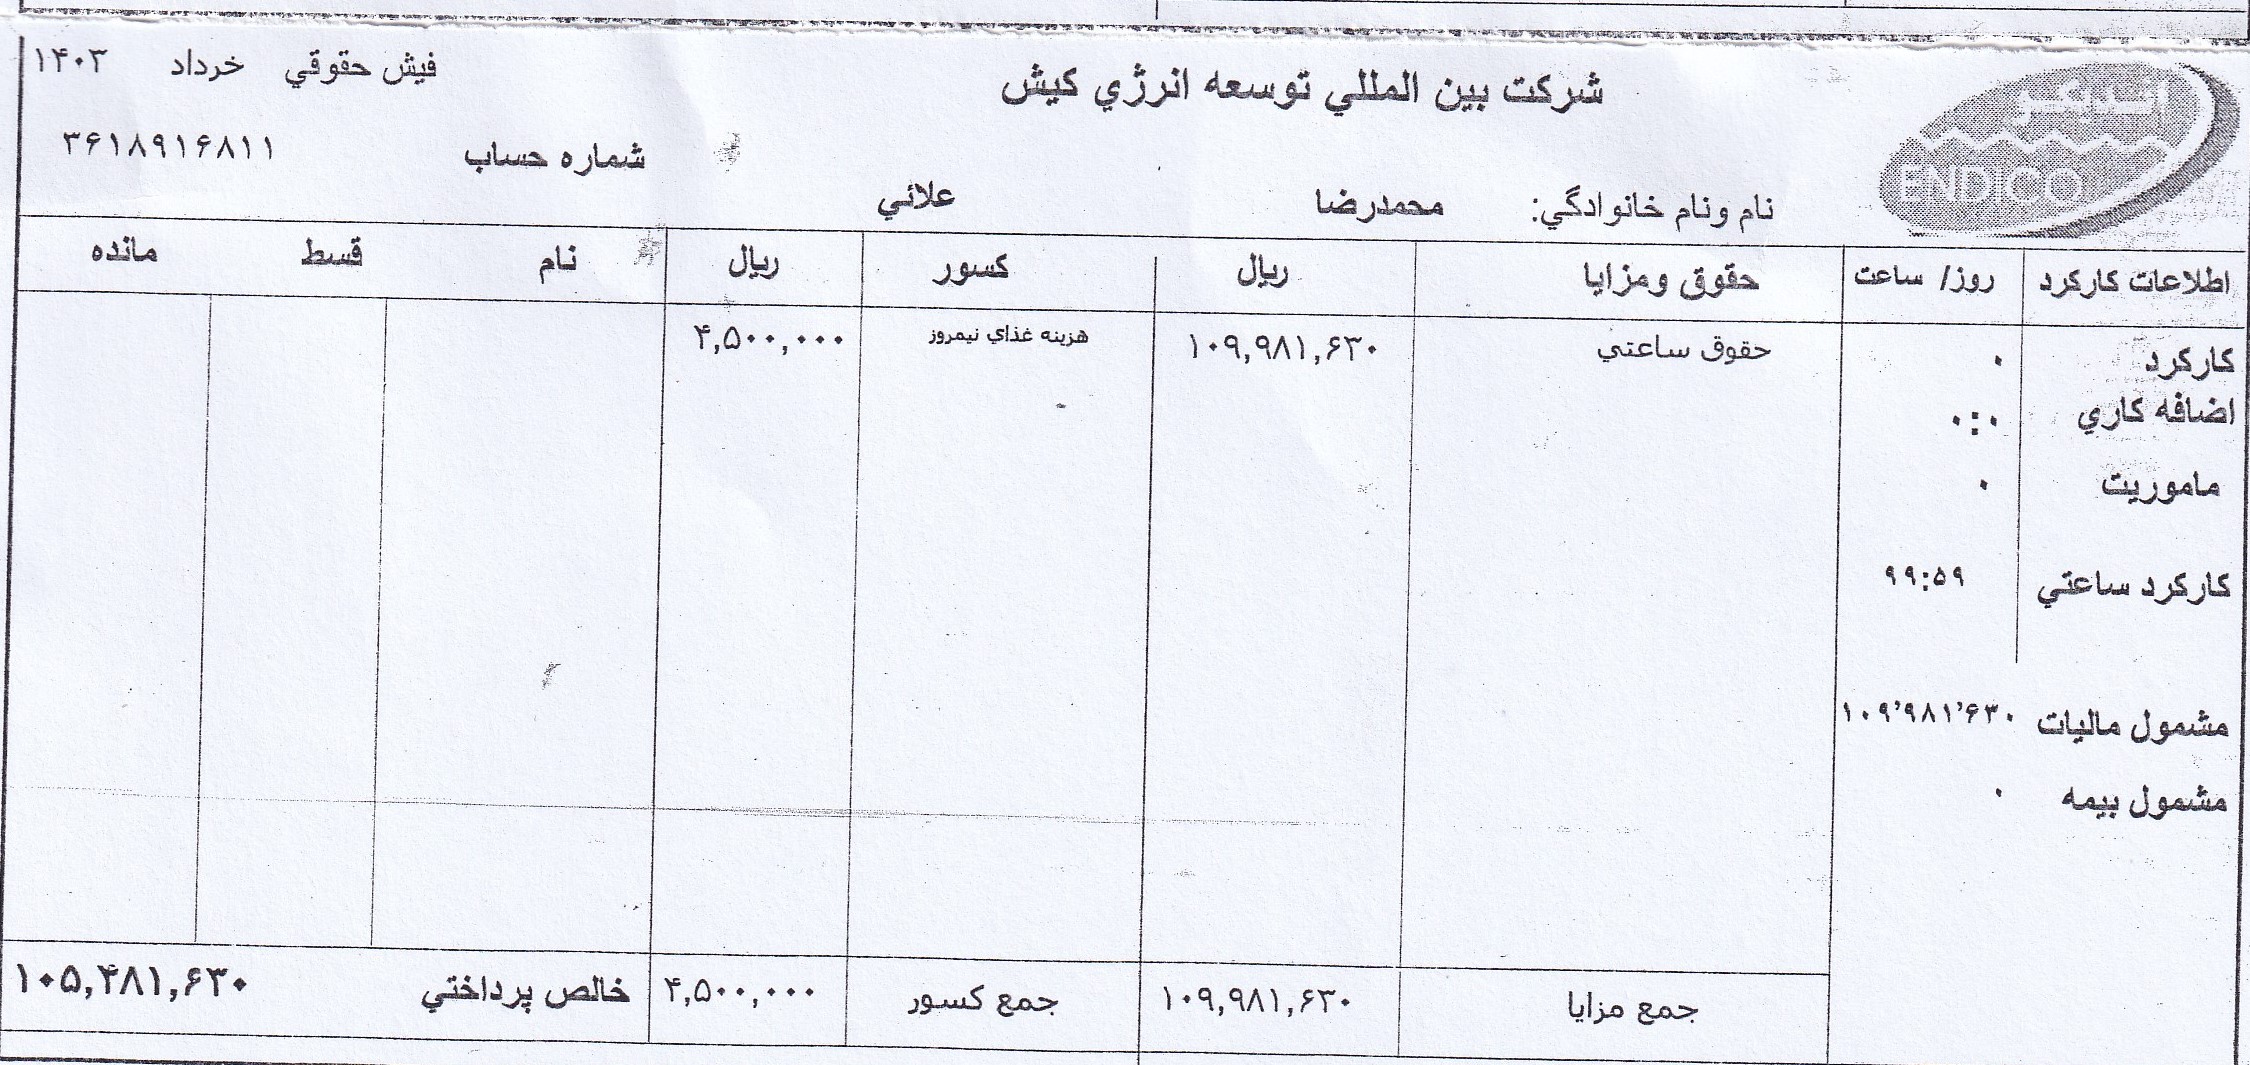 فيش حقوقي خرداد ۱۴۰۳
شركت بين المللي توسعه انرژي كيش
انديكو
ENDICO
شماره حساب ۳۶۱۸۹۱۶۸۱۱
نام ونام خانوادگي: محمدرضا علائي
اطلاعات كاركرد روز/ ساعت حقوق ومزايا ريال كسور ريال نام قسط مانده
كاركرد ۰ حقوق ساعتي ۱۰۹,۹۸۱,۶۳۰ هزينه غذاي نيمروز ۴,۵۰۰,۰۰۰
اضافه كاري ۰:۰
ماموريت ۰
كاركرد ساعتي ۹۹:۵۹
مشمول ماليات ۱۰۹'۹۸۱'۶۳۰
مشمول بيمه ۰
جمع مزايا ۱۰۹,۹۸۱,۶۳۰ جمع كسور ۴,۵۰۰,۰۰۰ خالص پرداختي ۱۰۵,۴۸۱,۶۳۰